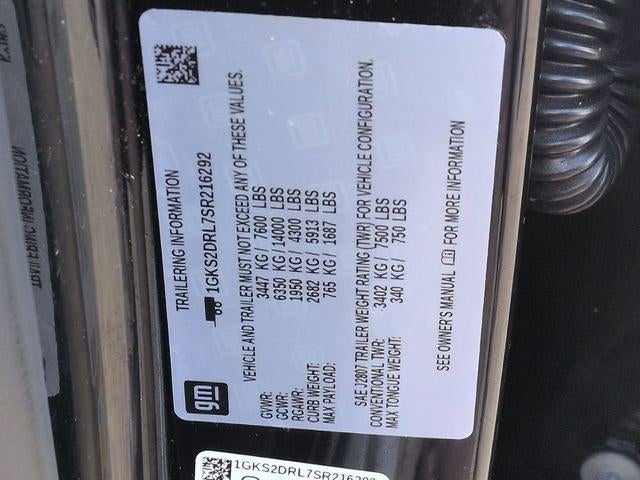 TRAILERING INFORMATION
1GKS2DRL7SR216292
gm
VEHICLE AND TRAILER MUST NOT EXCEED ANY OF THESE VALUES.
GVWR: 3447 KG / 7600 LBS
GCWR: 6350 KG / 14000 LBS
RGAWR: 1950 KG / 4300 LBS
CURB WEIGHT: 2682 KG / 5913 LBS
MAX PAYLOAD: 765 KG / 1687 LBS
SAE J2807 TRAILER WEIGHT RATING (TWR) FOR VEHICLE CONFIGURATION.
CONVENTIONAL TWR: 3402 KG / 7500 LBS
MAX TONGUE WEIGHT: 340 KG / 750 LBS
SEE OWNER'S MANUAL FOR MORE INFORMATION
1GKS2DRL7SR216292